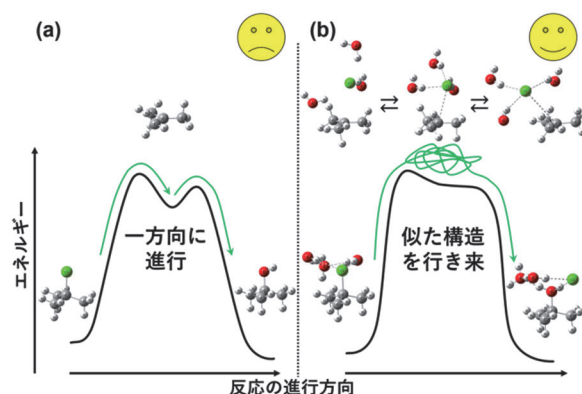 (a)
(b)
エネルギー
一方向に
進行
似た構造
を行き来
反応の進行方向